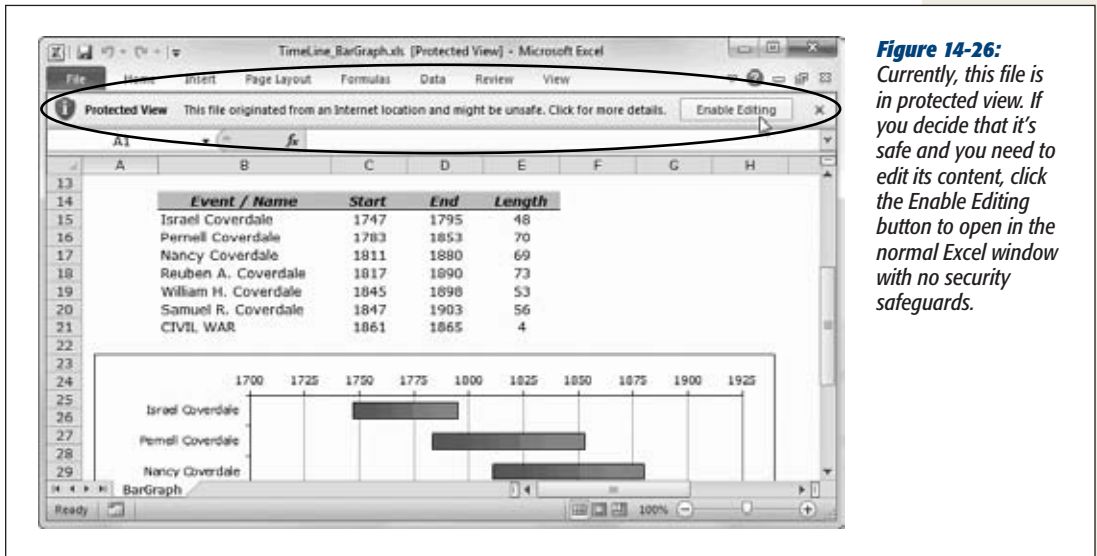 TimeLine_BarGraph.xls [Protected View] - Microsoft Excel
File Home Insert Page Layout Formulas Data Review View
Protected View This file originated from an Internet location and might be unsafe. Click for more details. Enable Editing
A1 fx
A B C D E F G H
13
14 Event / Name Start End Length
15 Israel Coverdale 1747 1795 48
16 Pernell Coverdale 1783 1853 70
17 Nancy Coverdale 1811 1880 69
18 Reuben A. Coverdale 1817 1890 73
19 William H. Coverdale 1845 1898 53
20 Samuel R. Coverdale 1847 1903 56
21 CIVIL WAR 1861 1865 4
22
23
24 1700 1725 1750 1775 1800 1825 1850 1875 1900 1925
25
Israel Coverdale
26
27 Pernell Coverdale
28
29 Nancy Coverdale
BarGraph
Ready 100%
Figure 14-26:
Currently, this file is
in protected view. If
you decide that it's
safe and you need to
edit its content, click
the Enable Editing
button to open in the
normal Excel window
with no security
safeguards.